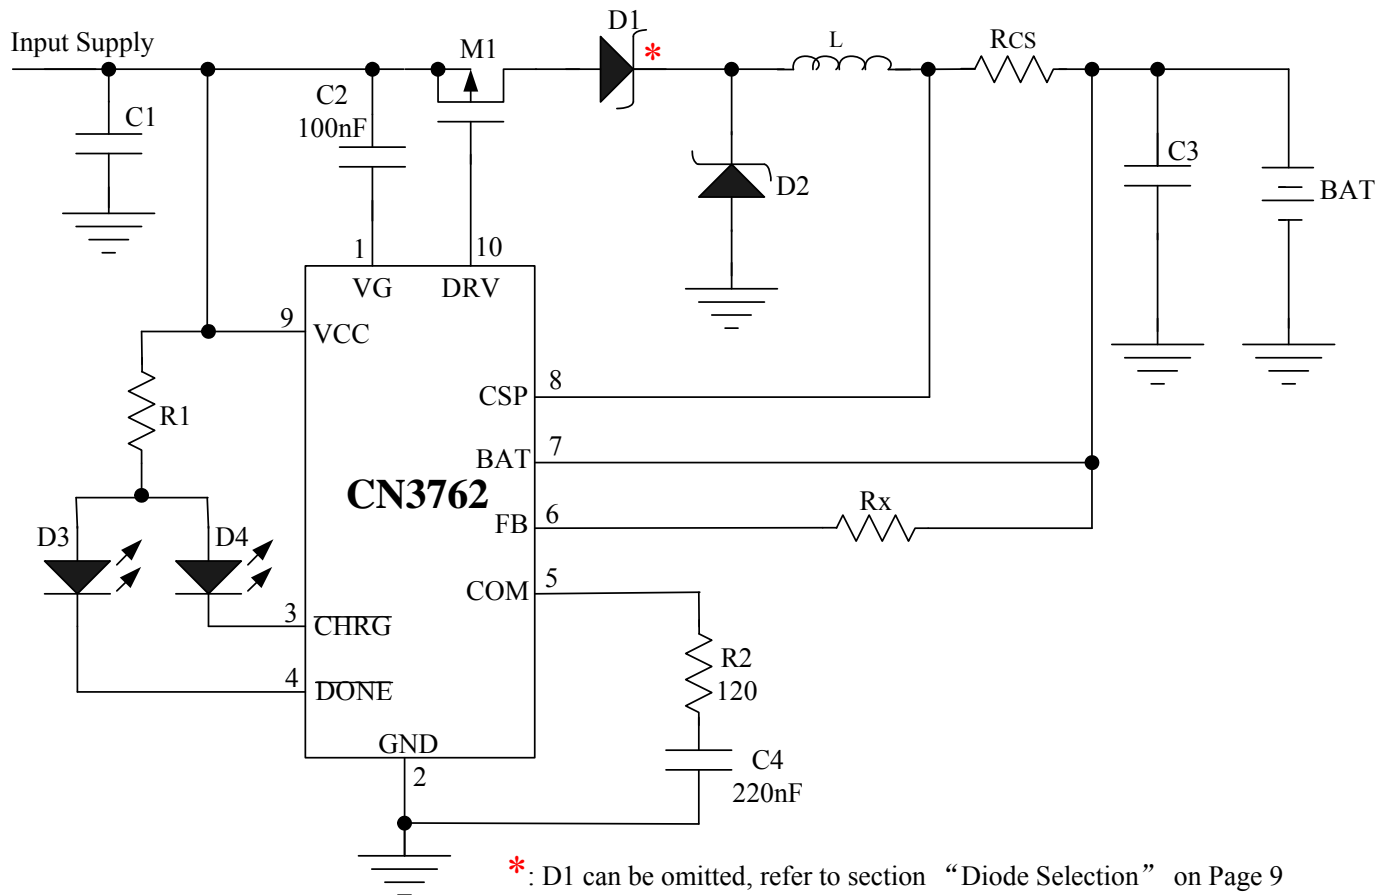 Input Supply
D1
*
M1
L
RCS
C2
100nF
C1
C3
D2
BAT
1
10
VG
DRV
9
VCC
8
CSP
R1
7
BAT
CN3762
Rx
6
FB
D3
D4
5
COM
3
CHRG
R2
120
4
DONE
GND
2
C4
220nF
*: D1 can be omitted, refer to section “Diode Selection” on Page 9